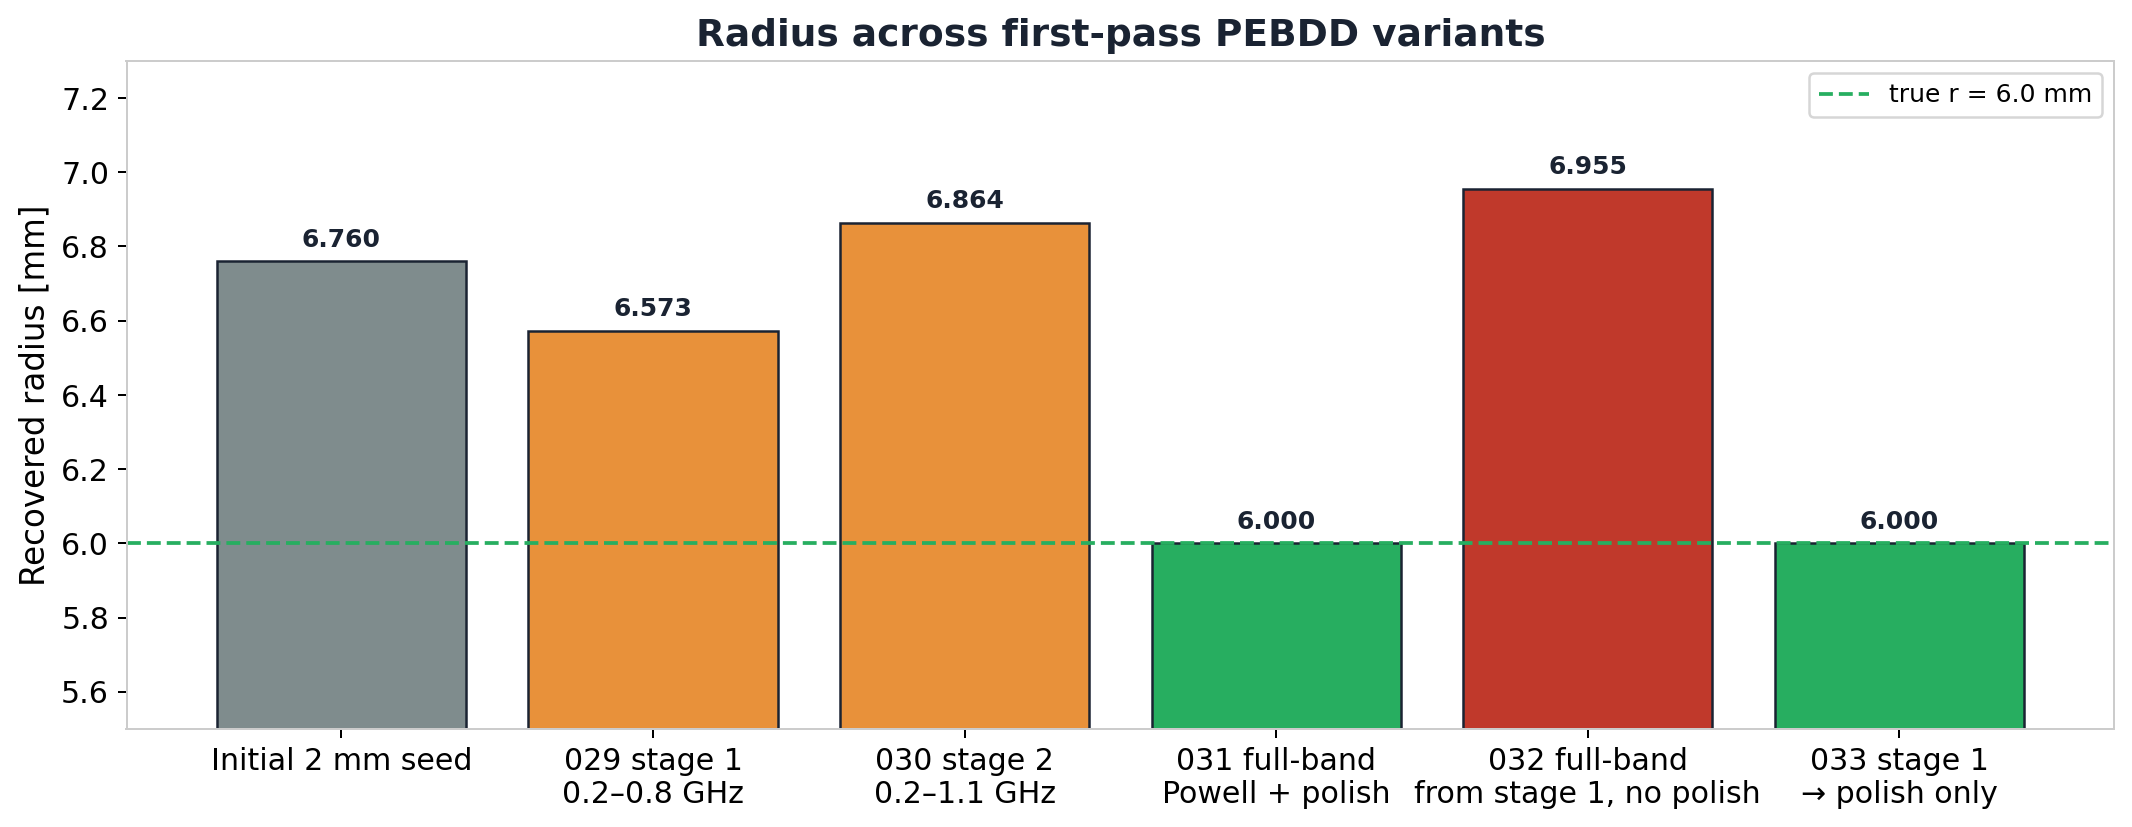 Radius across first-pass PEBDD variants
true r = 6.0 mm
Recovered radius [mm]
7.2
7.0
6.8
6.6
6.4
6.2
6.0
5.8
5.6
6.760
6.573
6.864
6.000
6.955
6.000
Initial 2 mm seed
029 stage 1
0.2–0.8 GHz
030 stage 2
0.2–1.1 GHz
031 full-band
Powell + polish
032 full-band
from stage 1, no polish
033 stage 1
→ polish only